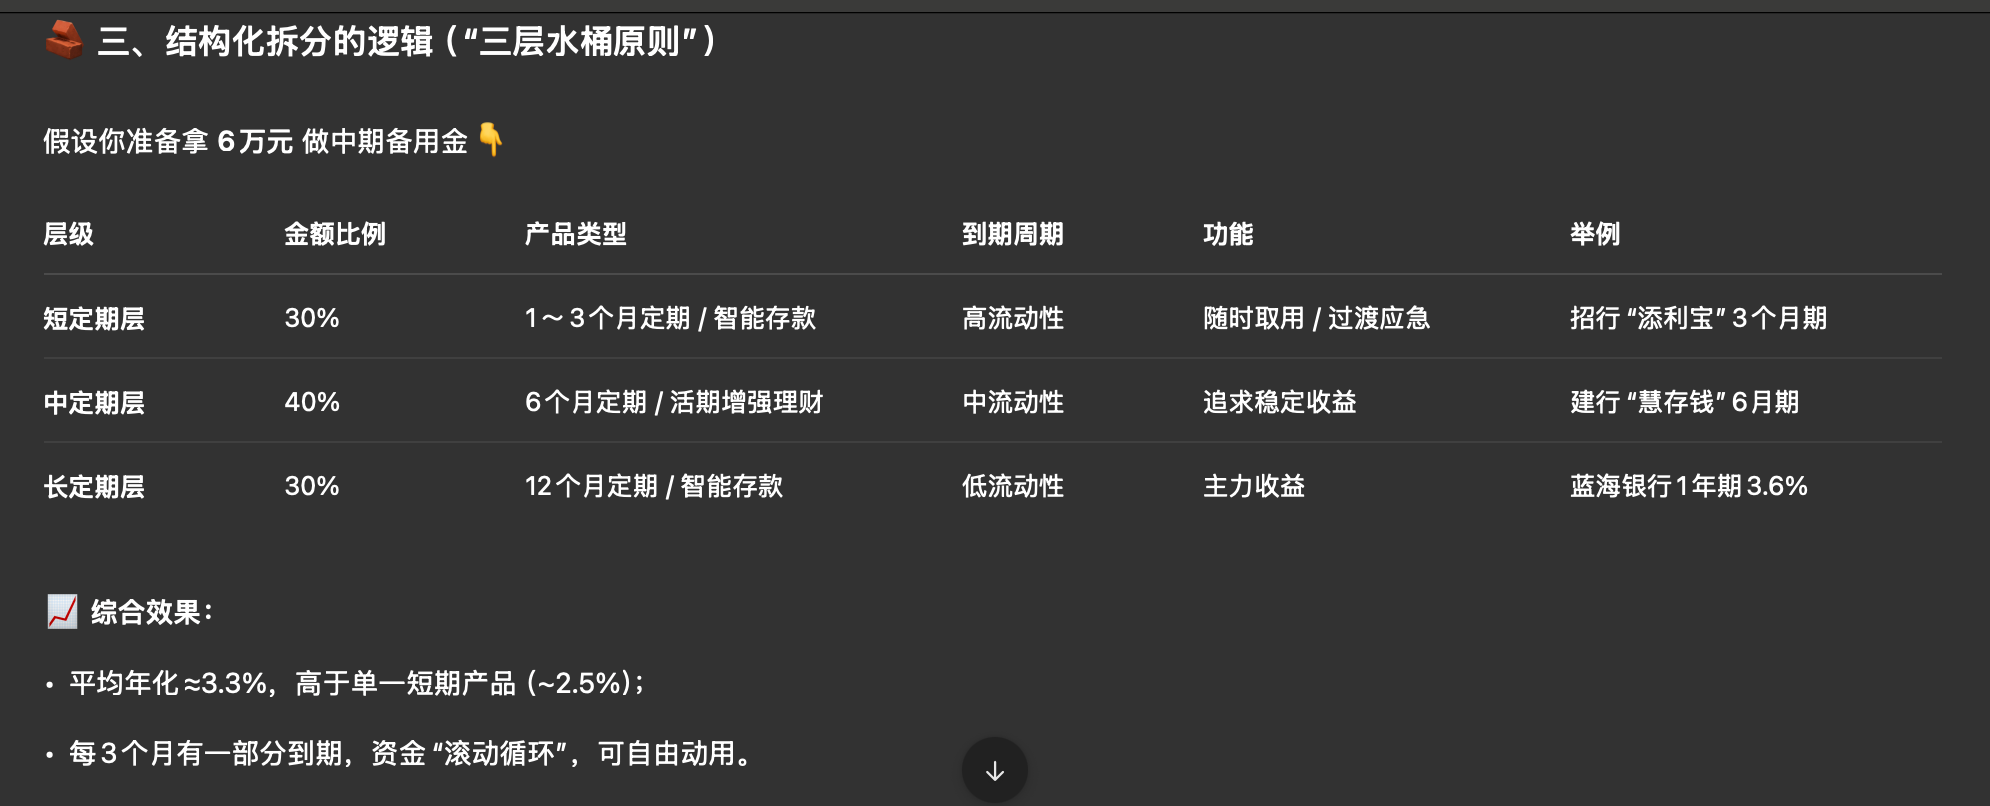 三、结构化拆分的逻辑（“三层水桶原则”）
假设你准备拿 6万元 做中期备用金
层级 金额比例 产品类型 到期周期 功能 举例
短定期层 30% 1～3个月定期 / 智能存款 高流动性 随时取用 / 过渡应急 招行 “添利宝” 3个月期
中定期层 40% 6个月定期 / 活期增强理财 中流动性 追求稳定收益 建行 “慧存钱” 6月期
长定期层 30% 12个月定期 / 智能存款 低流动性 主力收益 蓝海银行1年期3.6%
综合效果：
• 平均年化≈3.3%，高于单一短期产品（~2.5%）；
• 每3个月有一部分到期，资金 “滚动循环”，可自由动用。